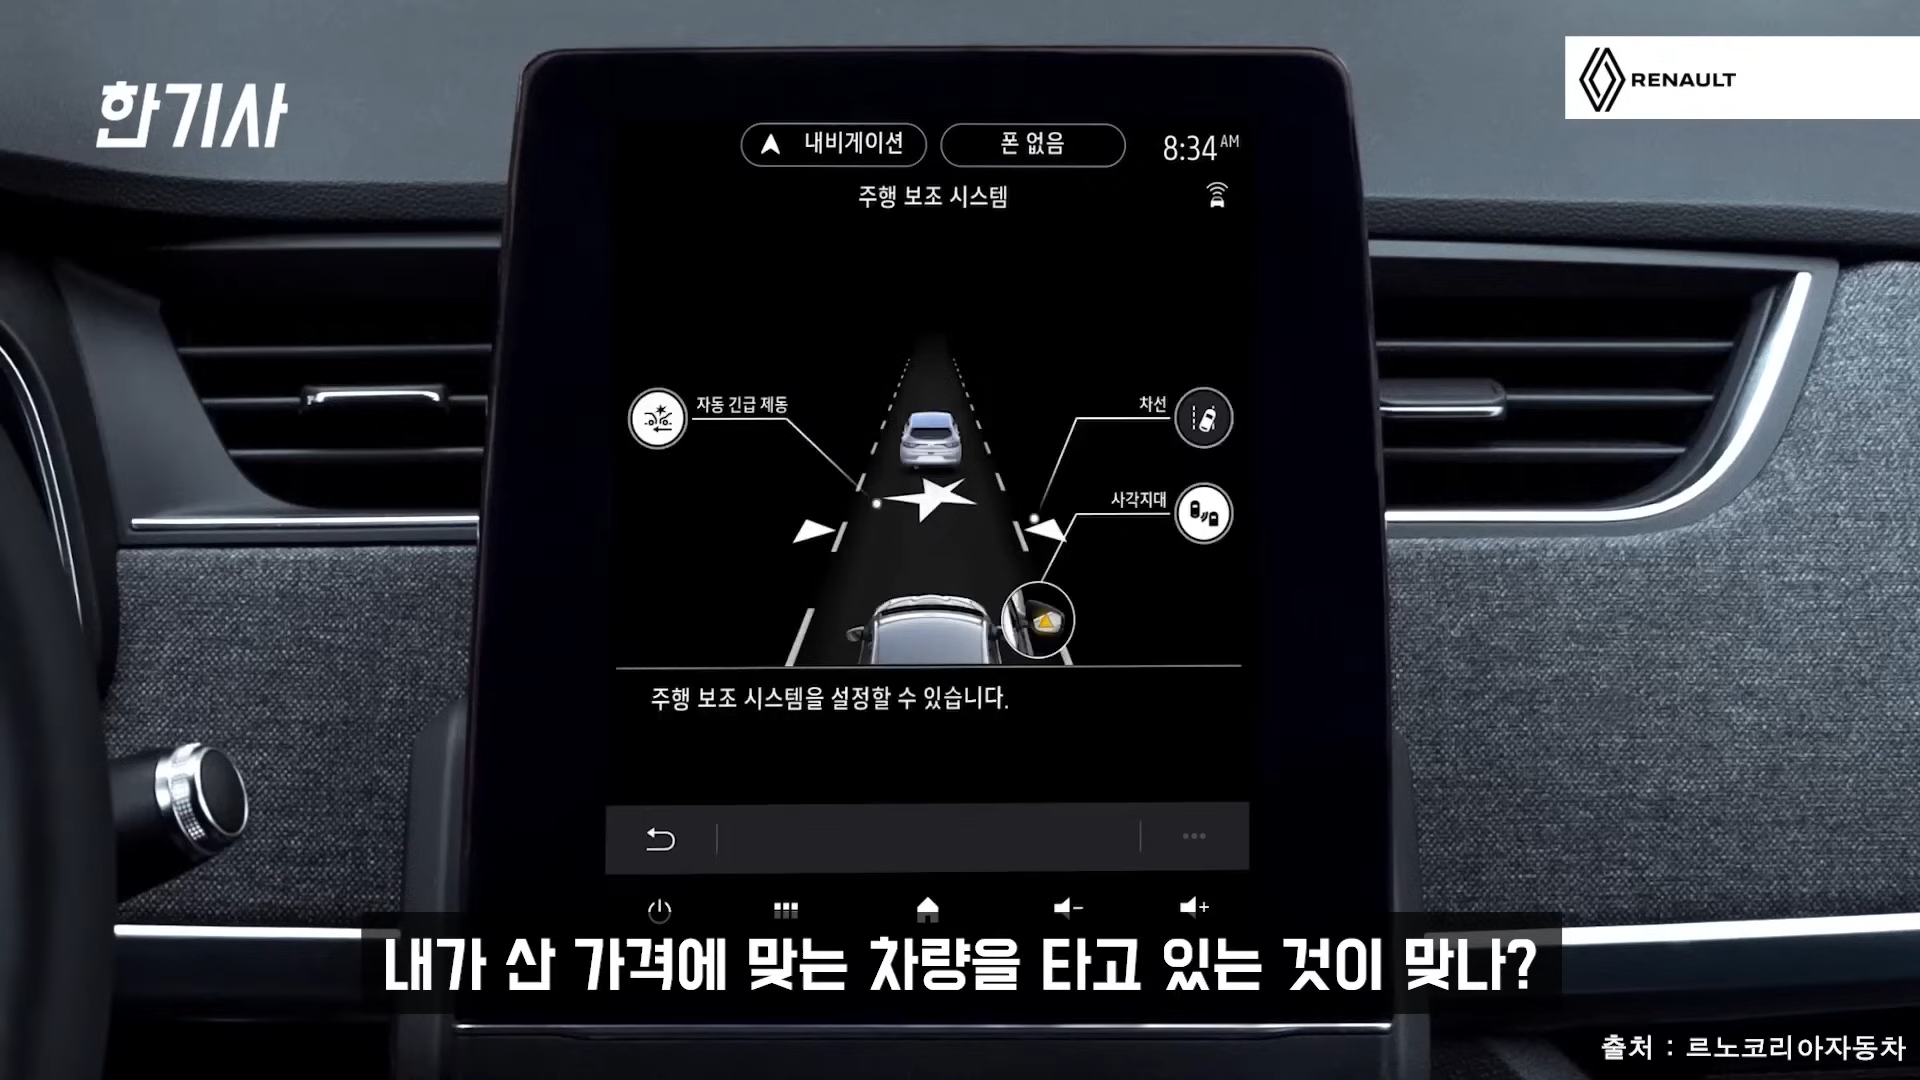 한기사
RENAULT
내비게이션
폰 없음
8:34 AM
주행 보조 시스템
자동 긴급 제동
차선
사각지대
주행 보조 시스템을 설정할 수 있습니다.
내가 산 가격에 맞는 차량을 타고 있는 것이 맞나?
출처 : 르노코리아자동차